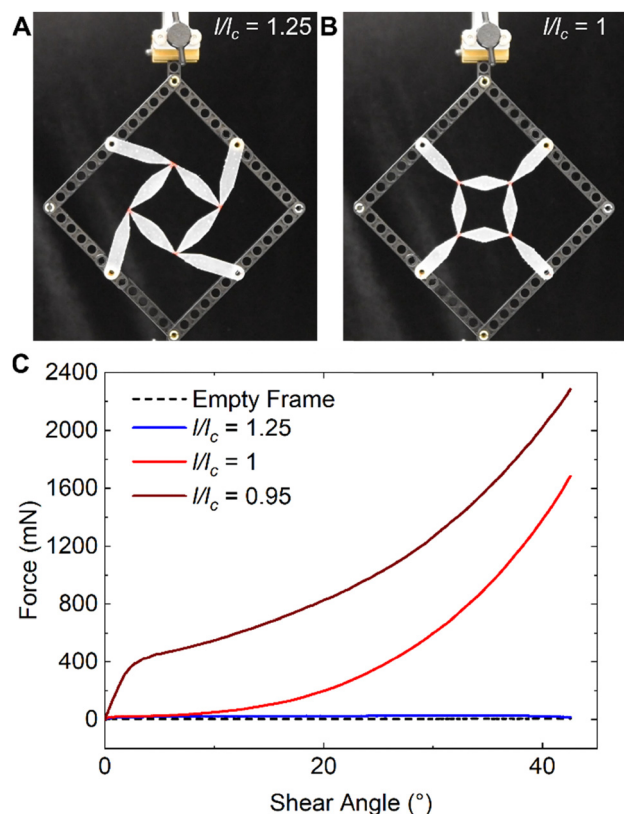 A
l/lc = 1.25
B
l/lc = 1
C
2400
2000
1600
1200
800
400
0
Force (mN)
Empty Frame
l/lc = 1.25
l/lc = 1
l/lc = 0.95
0
20
40
Shear Angle (°)